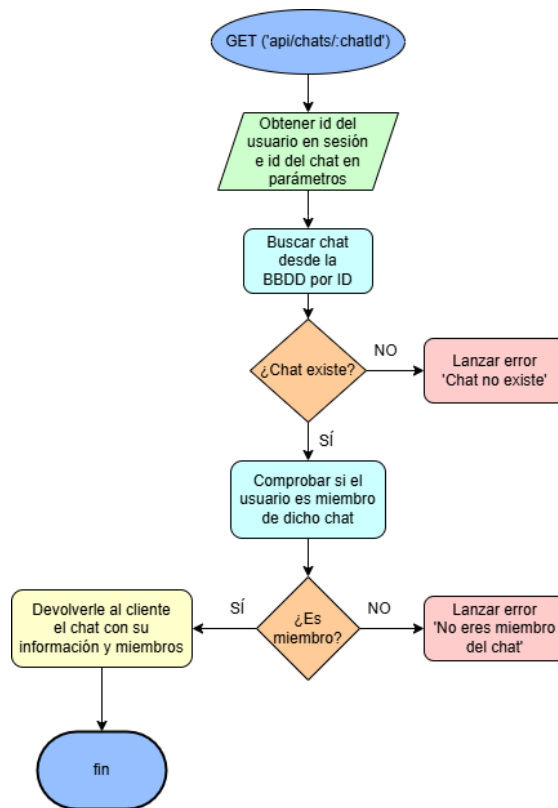 GET ('api/chats/:chatId')
Obtener id del
usuario en sesión
e id del chat en
parámetros
Buscar chat
desde la
BBDD por ID
¿Chat existe?
NO
Lanzar error
'Chat no existe'
SÍ
Comprobar si el
usuario es miembro
de dicho chat
Devolverle al cliente
el chat con su
información y miembros
SÍ
¿Es
miembro?
NO
Lanzar error
'No eres miembro
del chat'
fin